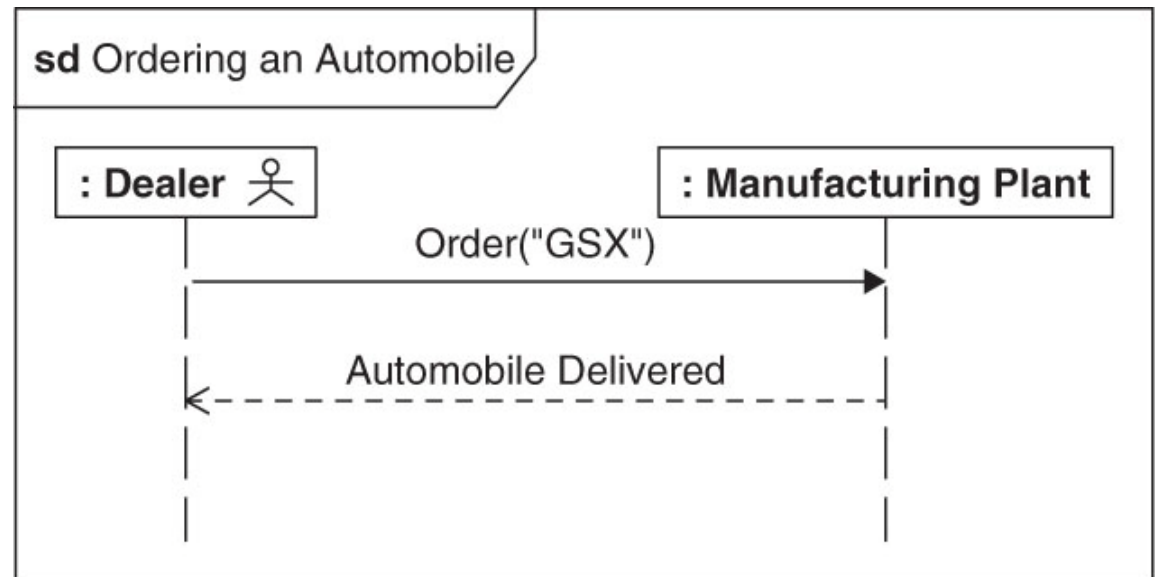 sd Ordering an Automobile
: Dealer
: Manufacturing Plant
Order("GSX")
Automobile Delivered